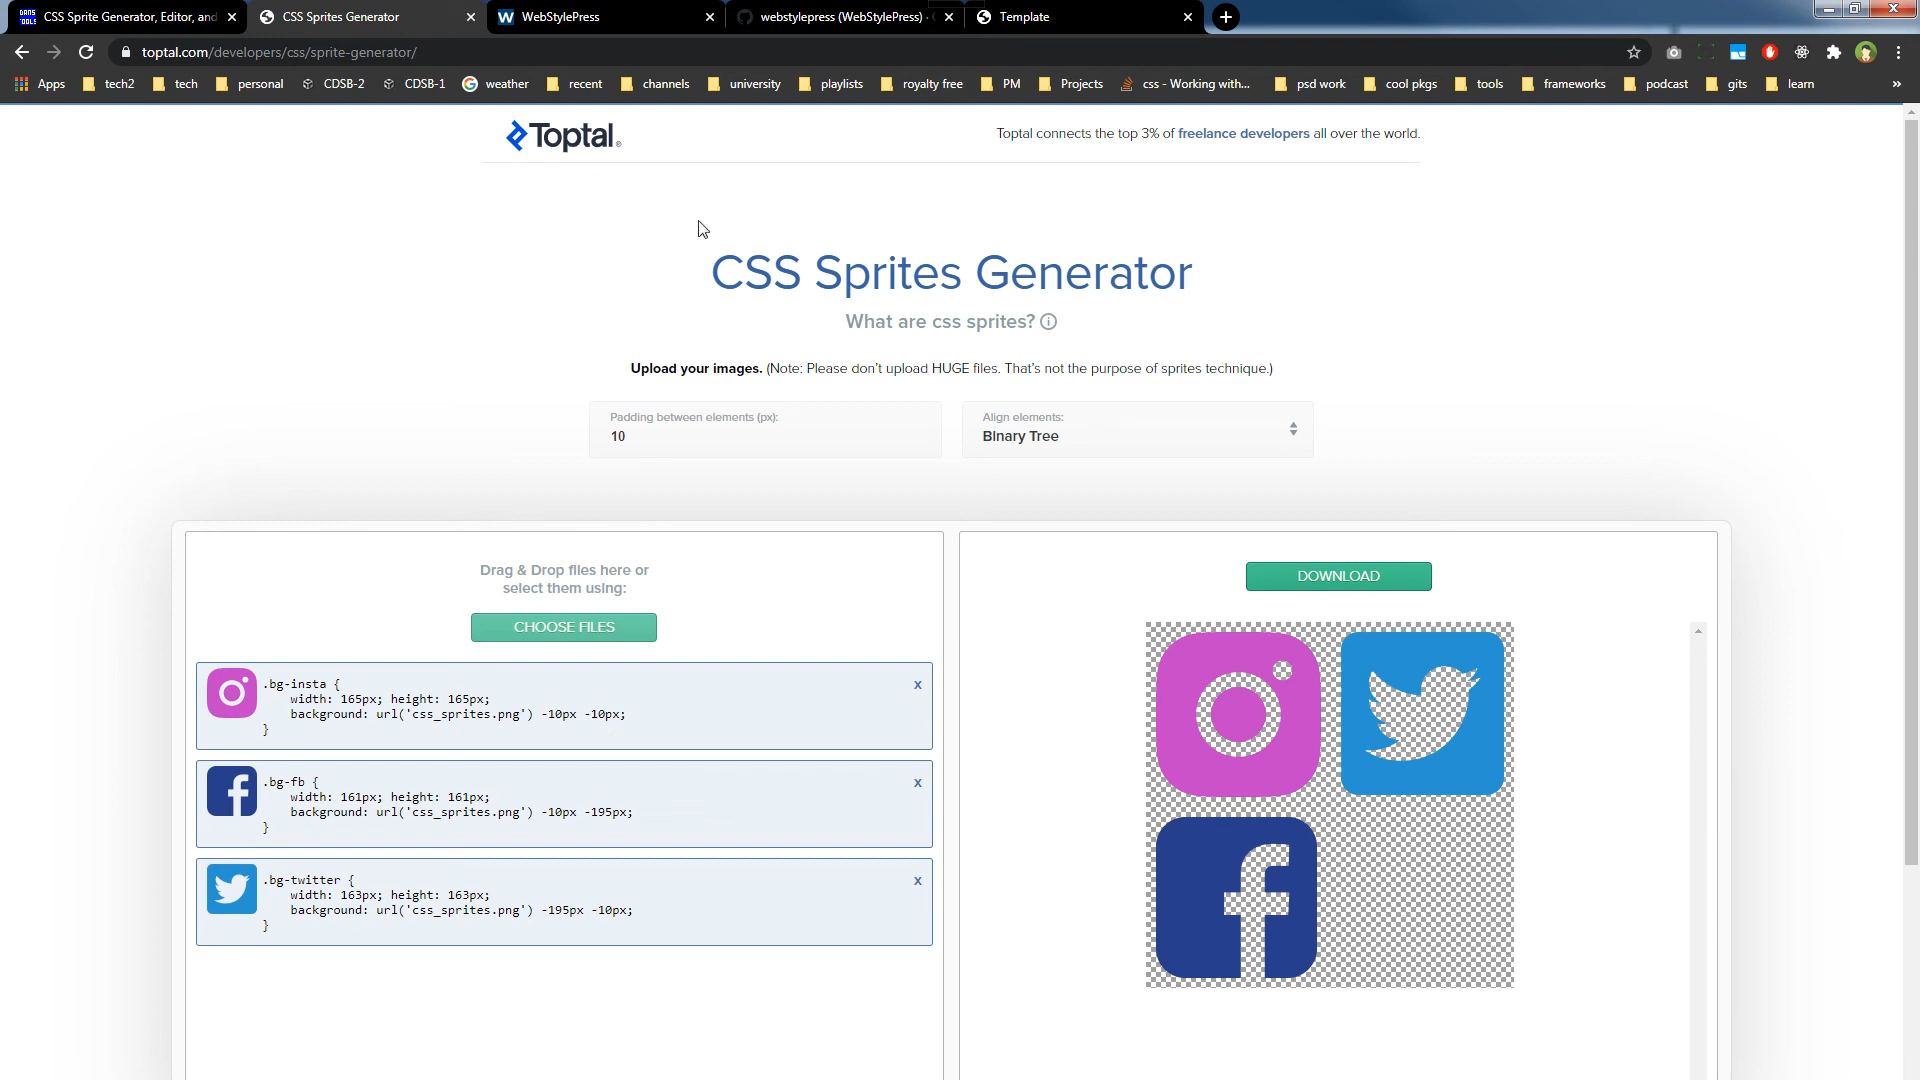 DANS TOOLS CSS Sprite Generator, Editor, and
CSS Sprites Generator
WebStylePress
webstylepress (WebStylePress) ·
Template
toptal.com/developers/css/sprite-generator/
Apps
tech2
tech
personal
CDSB-2
CDSB-1
weather
recent
channels
university
playlists
royalty free
PM
Projects
css - Working with...
psd work
cool pkgs
tools
frameworks
podcast
gits
learn
»
Toptal®
Toptal connects the top 3% of freelance developers all over the world.
CSS Sprites Generator
What are css sprites?
Upload your images. (Note: Please don't upload HUGE files. That's not the purpose of sprites technique.)
Padding between elements (px):
10
Align elements:
Binary Tree
Drag & Drop files here or
select them using:
CHOOSE FILES
.bg-insta {
width: 165px; height: 165px;
background: url('css_sprites.png') -10px -10px;
}
x
.bg-fb {
width: 161px; height: 161px;
background: url('css_sprites.png') -10px -195px;
}
x
.bg-twitter {
width: 163px; height: 163px;
background: url('css_sprites.png') -195px -10px;
}
x
DOWNLOAD